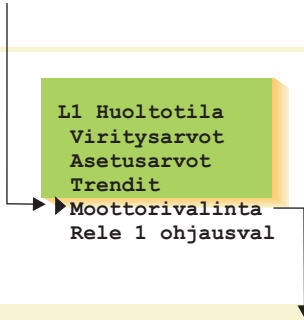 L1 Huoltotila
Viritysarvot
Asetusarvot
Trendit
Moottorivalinta
Rele 1 ohjausval